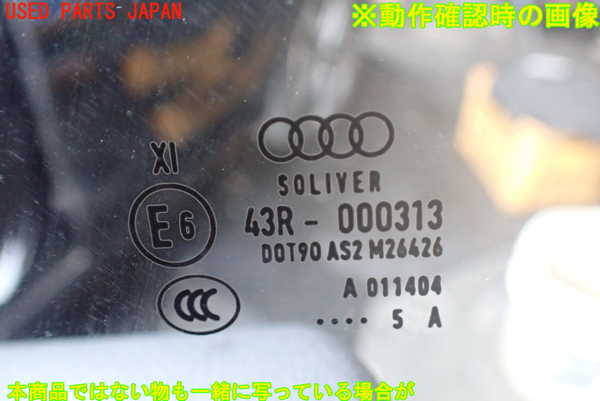 USED PARTS JAPAN
※動作確認時の画像
XI
SOLIVER
E6
43R-000313
DOT90 AS2 M26426
CCC
A 011404
.... 5 A
本商品ではない物も一緒に写っている場合が